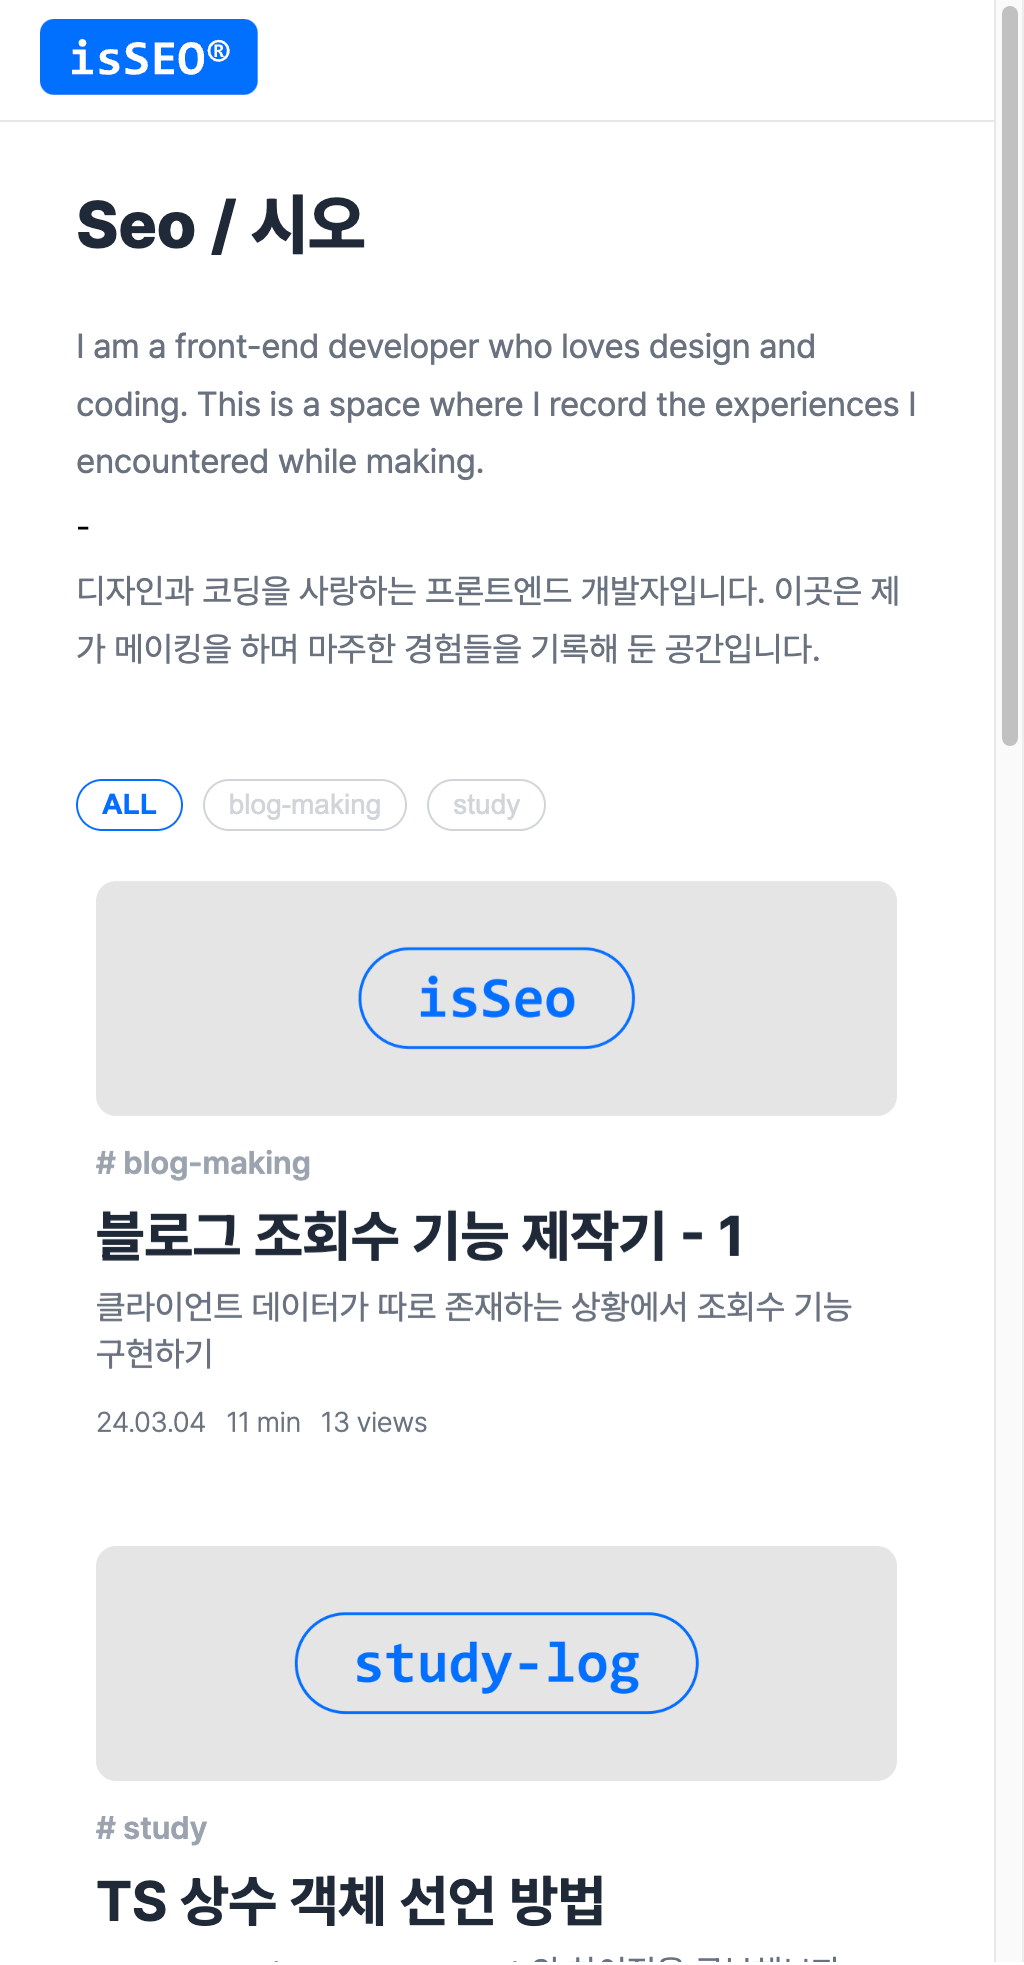 isSEO®
Seo / 시오
I am a front-end developer who loves design and
coding. This is a space where I record the experiences I
encountered while making.
-
디자인과 코딩을 사랑하는 프론트엔드 개발자입니다. 이곳은 제
가 메이킹을 하며 마주한 경험들을 기록해 둔 공간입니다.
ALL blog-making study
isSeo
# blog-making
블로그 조회수 기능 제작기 - 1
클라이언트 데이터가 따로 존재하는 상황에서 조회수 기능
구현하기
24.03.04 11 min 13 views
study-log
# study
TS 상수 객체 선언 방법